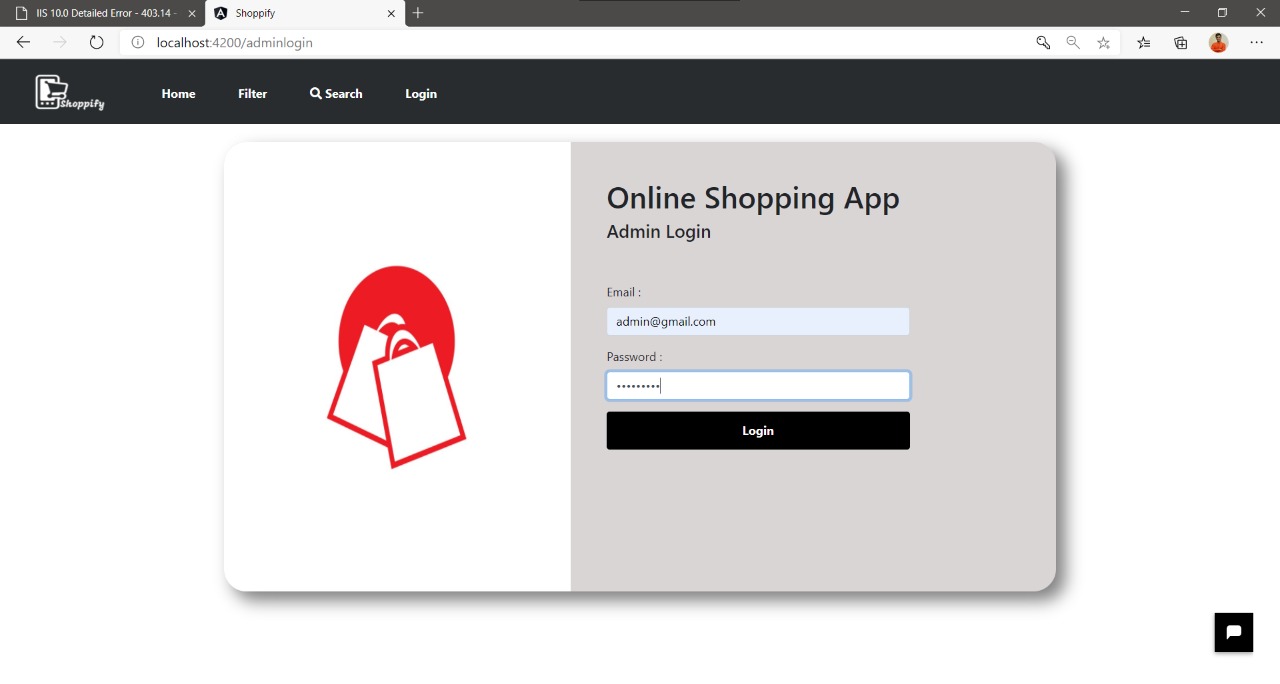 IIS 10.0 Detailed Error - 403.14 -
Shoppify
localhost:4200/adminlogin
Shoppify
Home
Filter
Search
Login
Online Shopping App
Admin Login
Email :
admin@gmail.com
Password :
•••••••••
Login